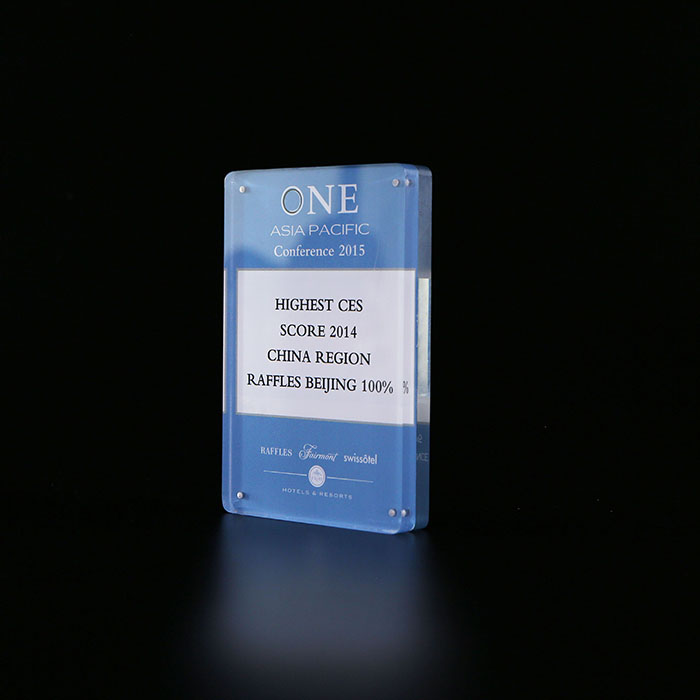 ONE
ASIA PACIFIC
Conference 2015
HIGHEST CES
SCORE 2014
CHINA REGION
RAFFLES BEIJING 100%
RAFFLES Fairmont swissôtel
HOTELS & RESORTS